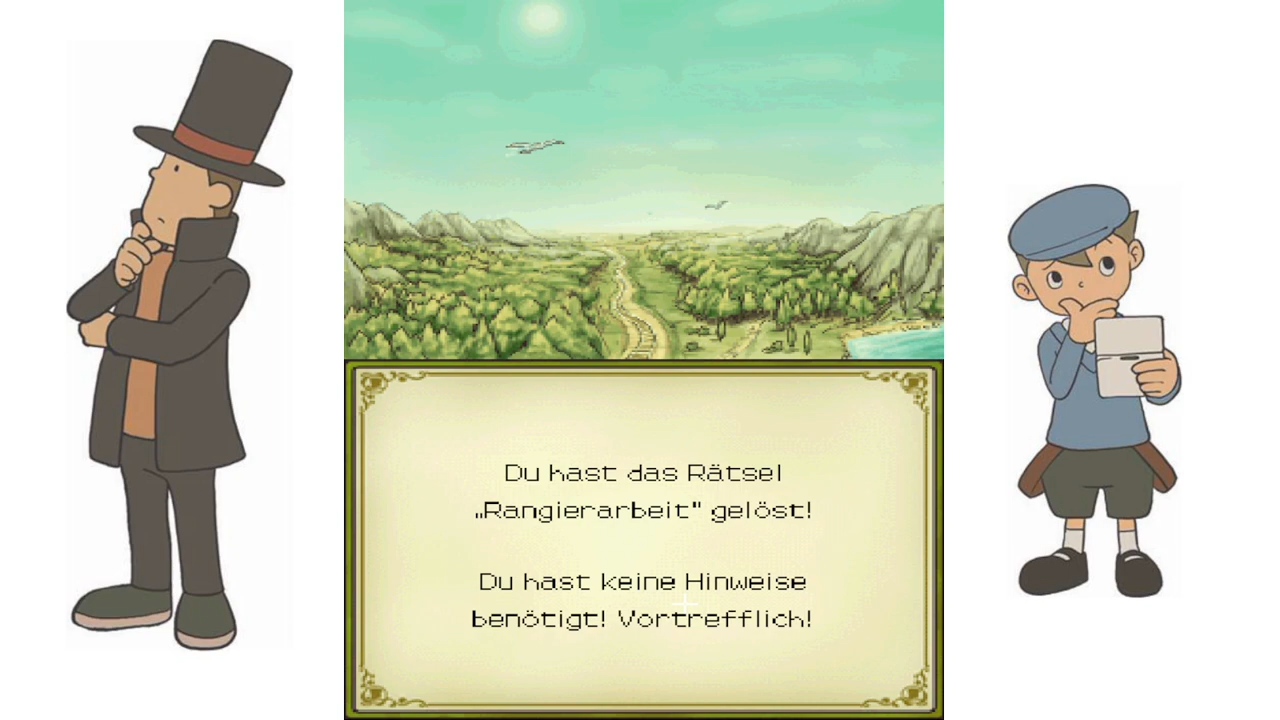 Du hast das Rätsel
„Rangierarbeit" gelöst!
Du hast keine Hinweise
benötigt! Vortrefflich!